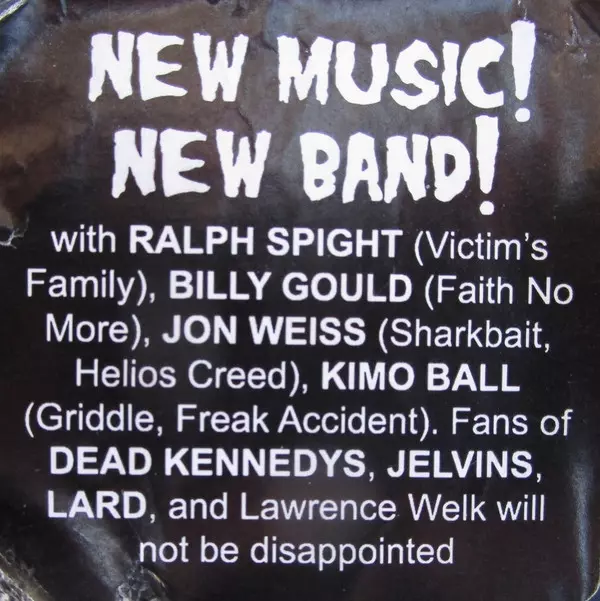 NEW MUSIC!
NEW BAND!
with RALPH SPIGHT (Victim's
Family), BILLY GOULD (Faith No
More), JON WEISS (Sharkbait,
Helios Creed), KIMO BALL
(Griddle, Freak Accident). Fans of
DEAD KENNEDYS, JELVINS,
LARD, and Lawrence Welk will
not be disappointed